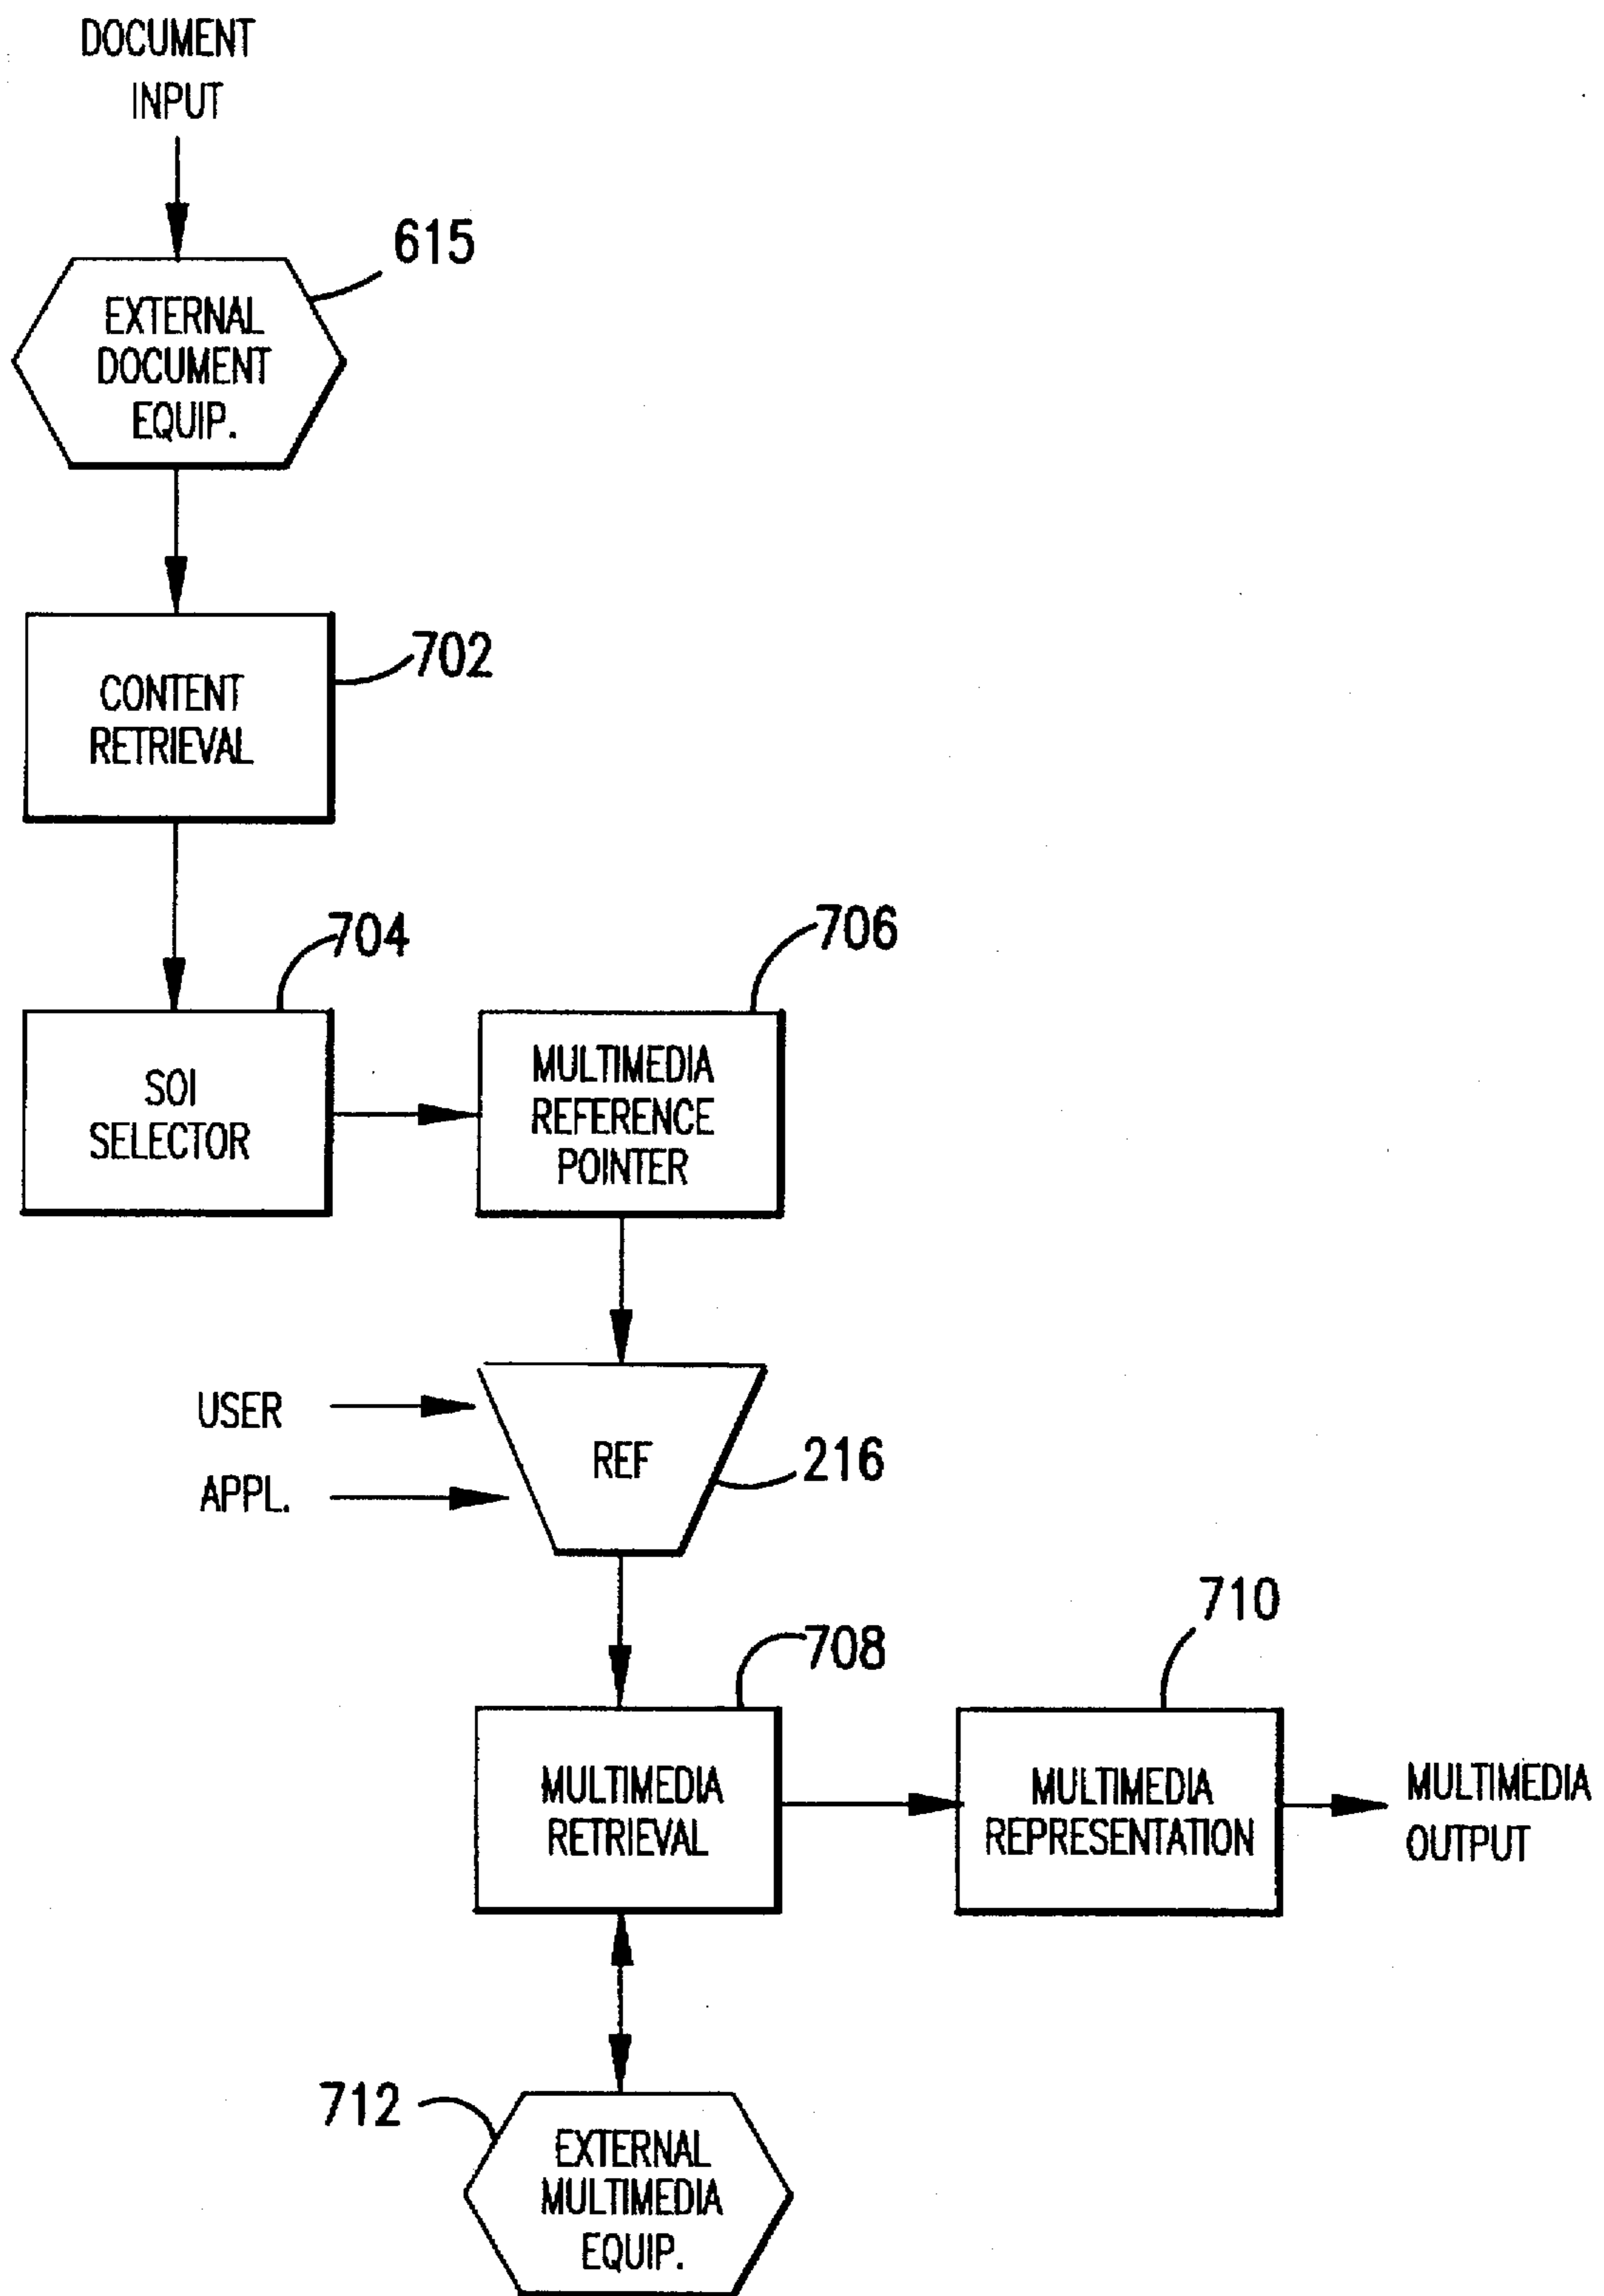 DOCUMENT
INPUT
615
EXTERNAL
DOCUMENT
EQUIP.
702
CONTENT
RETRIEVAL
704
706
SOI
SELECTOR
MULTIMEDIA
REFERENCE
POINTER
USER
APPL.
REF
216
708
710
MULTIMEDIA
RETRIEVAL
MULTIMEDIA
REPRESENTATION
MULTIMEDIA
OUTPUT
712
EXTERNAL
MULTIMEDIA
EQUIP.